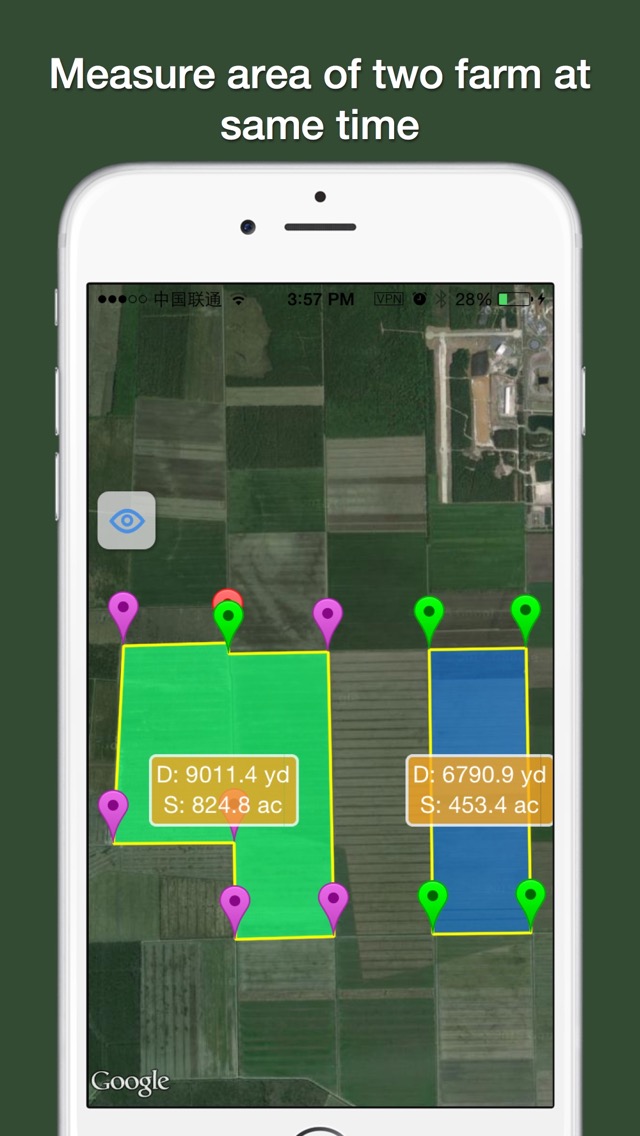 Measure area of two farm at
same time
中国联通 3:57 PM VPN 28%
D: 9011.4 yd
S: 824.8 ac
D: 6790.9 yd
S: 453.4 ac
Google